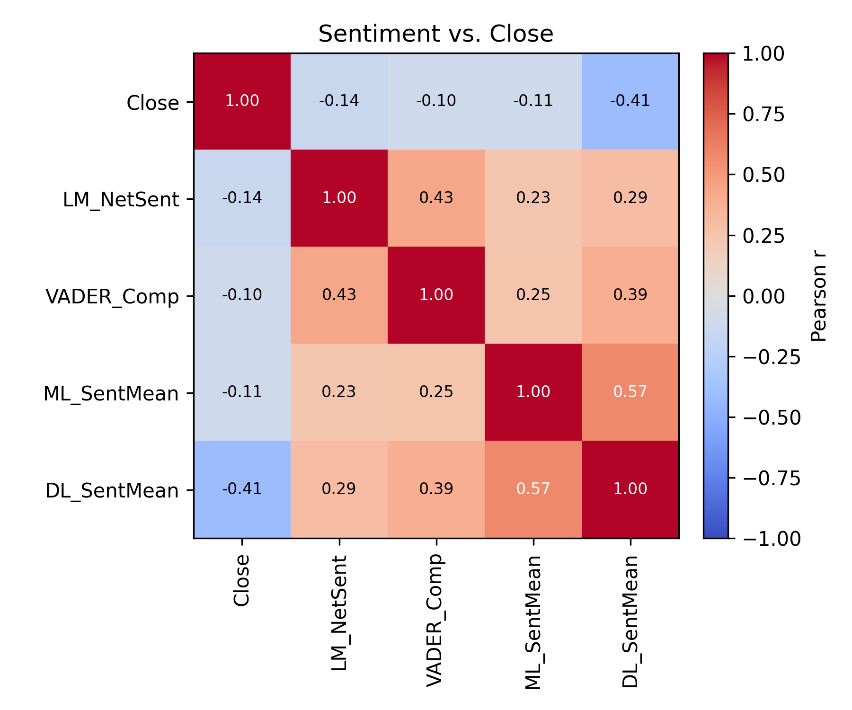 Sentiment vs. Close
Close 1.00 -0.14 -0.10 -0.11 -0.41
LM_NetSent -0.14 1.00 0.43 0.23 0.29
VADER_Comp -0.10 0.43 1.00 0.25 0.39
ML_SentMean -0.11 0.23 0.25 1.00 0.57
DL_SentMean -0.41 0.29 0.39 0.57 1.00
Close LM_NetSent VADER_Comp ML_SentMean DL_SentMean
1.00
0.75
0.50
0.25
0.00
−0.25
−0.50
−0.75
−1.00
Pearson r